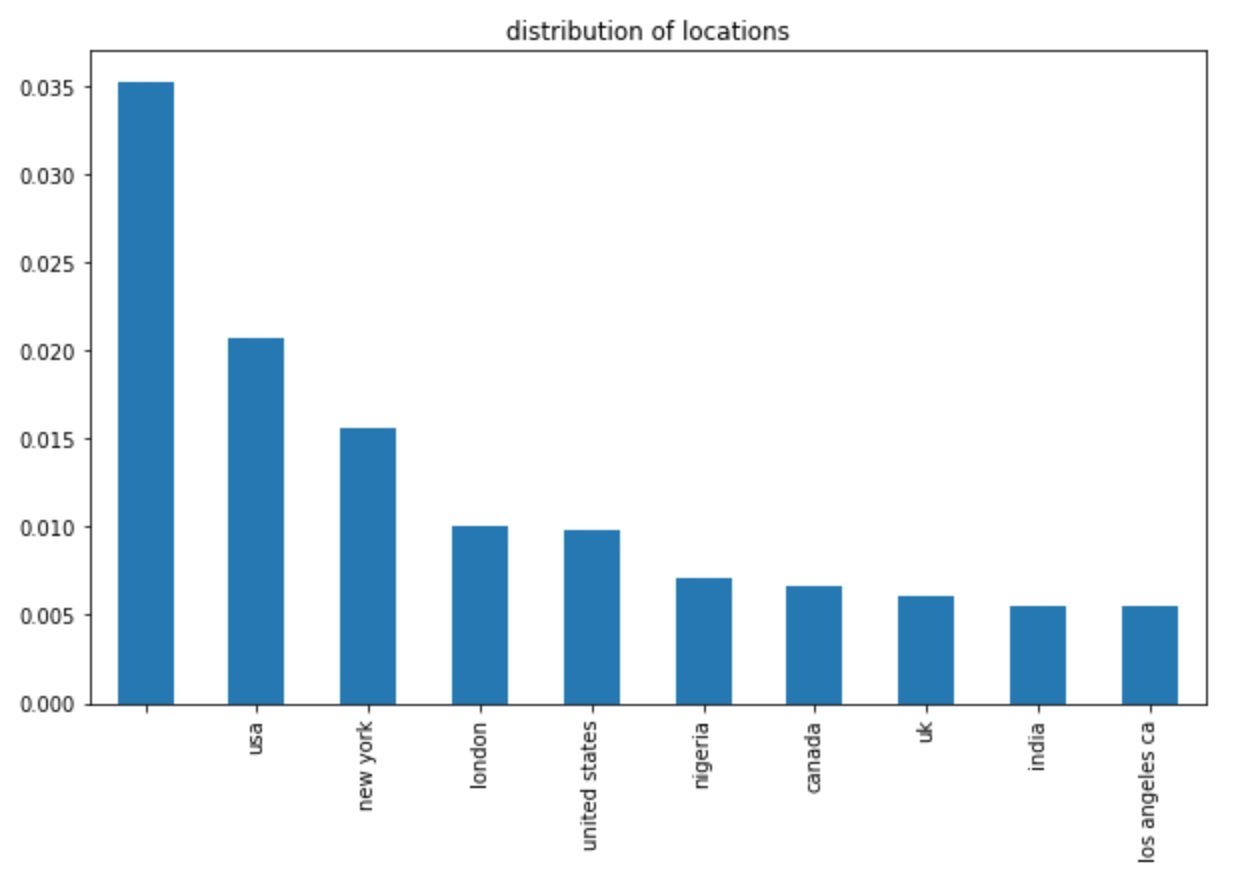 distribution of locations
0.035
0.030
0.025
0.020
0.015
0.010
0.005
0.000
usa
new york
london
united states
nigeria
canada
uk
india
los angeles ca